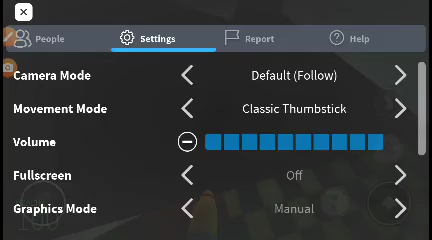 People Settings Report Help
Camera Mode Default (Follow)
Movement Mode Classic Thumbstick
Volume
Fullscreen Off
Graphics Mode Manual